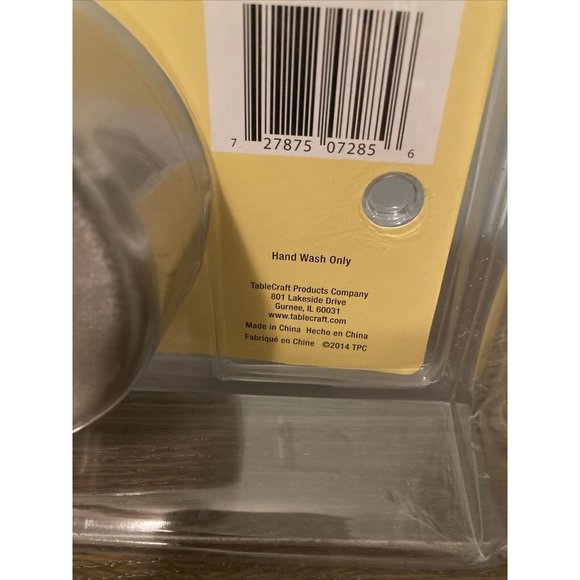 7 27875 07285 6
Hand Wash Only
TableCraft Products Company
801 Lakeside Drive
Gurnee, IL 60031
www.tablecraft.com
Made in China Hecho en China
Fabriqué en Chine ©2014 TPC